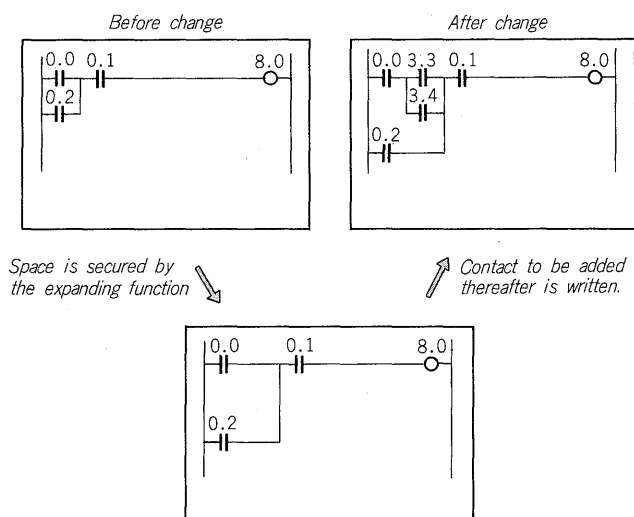 Before change
After change
0.0 0.1 8.0
0.2
0.0 3.3 0.1 8.0
3.4
0.2
Space is secured by
the expanding function
Contact to be added
thereafter is written.
0.0 0.1 8.0
0.2